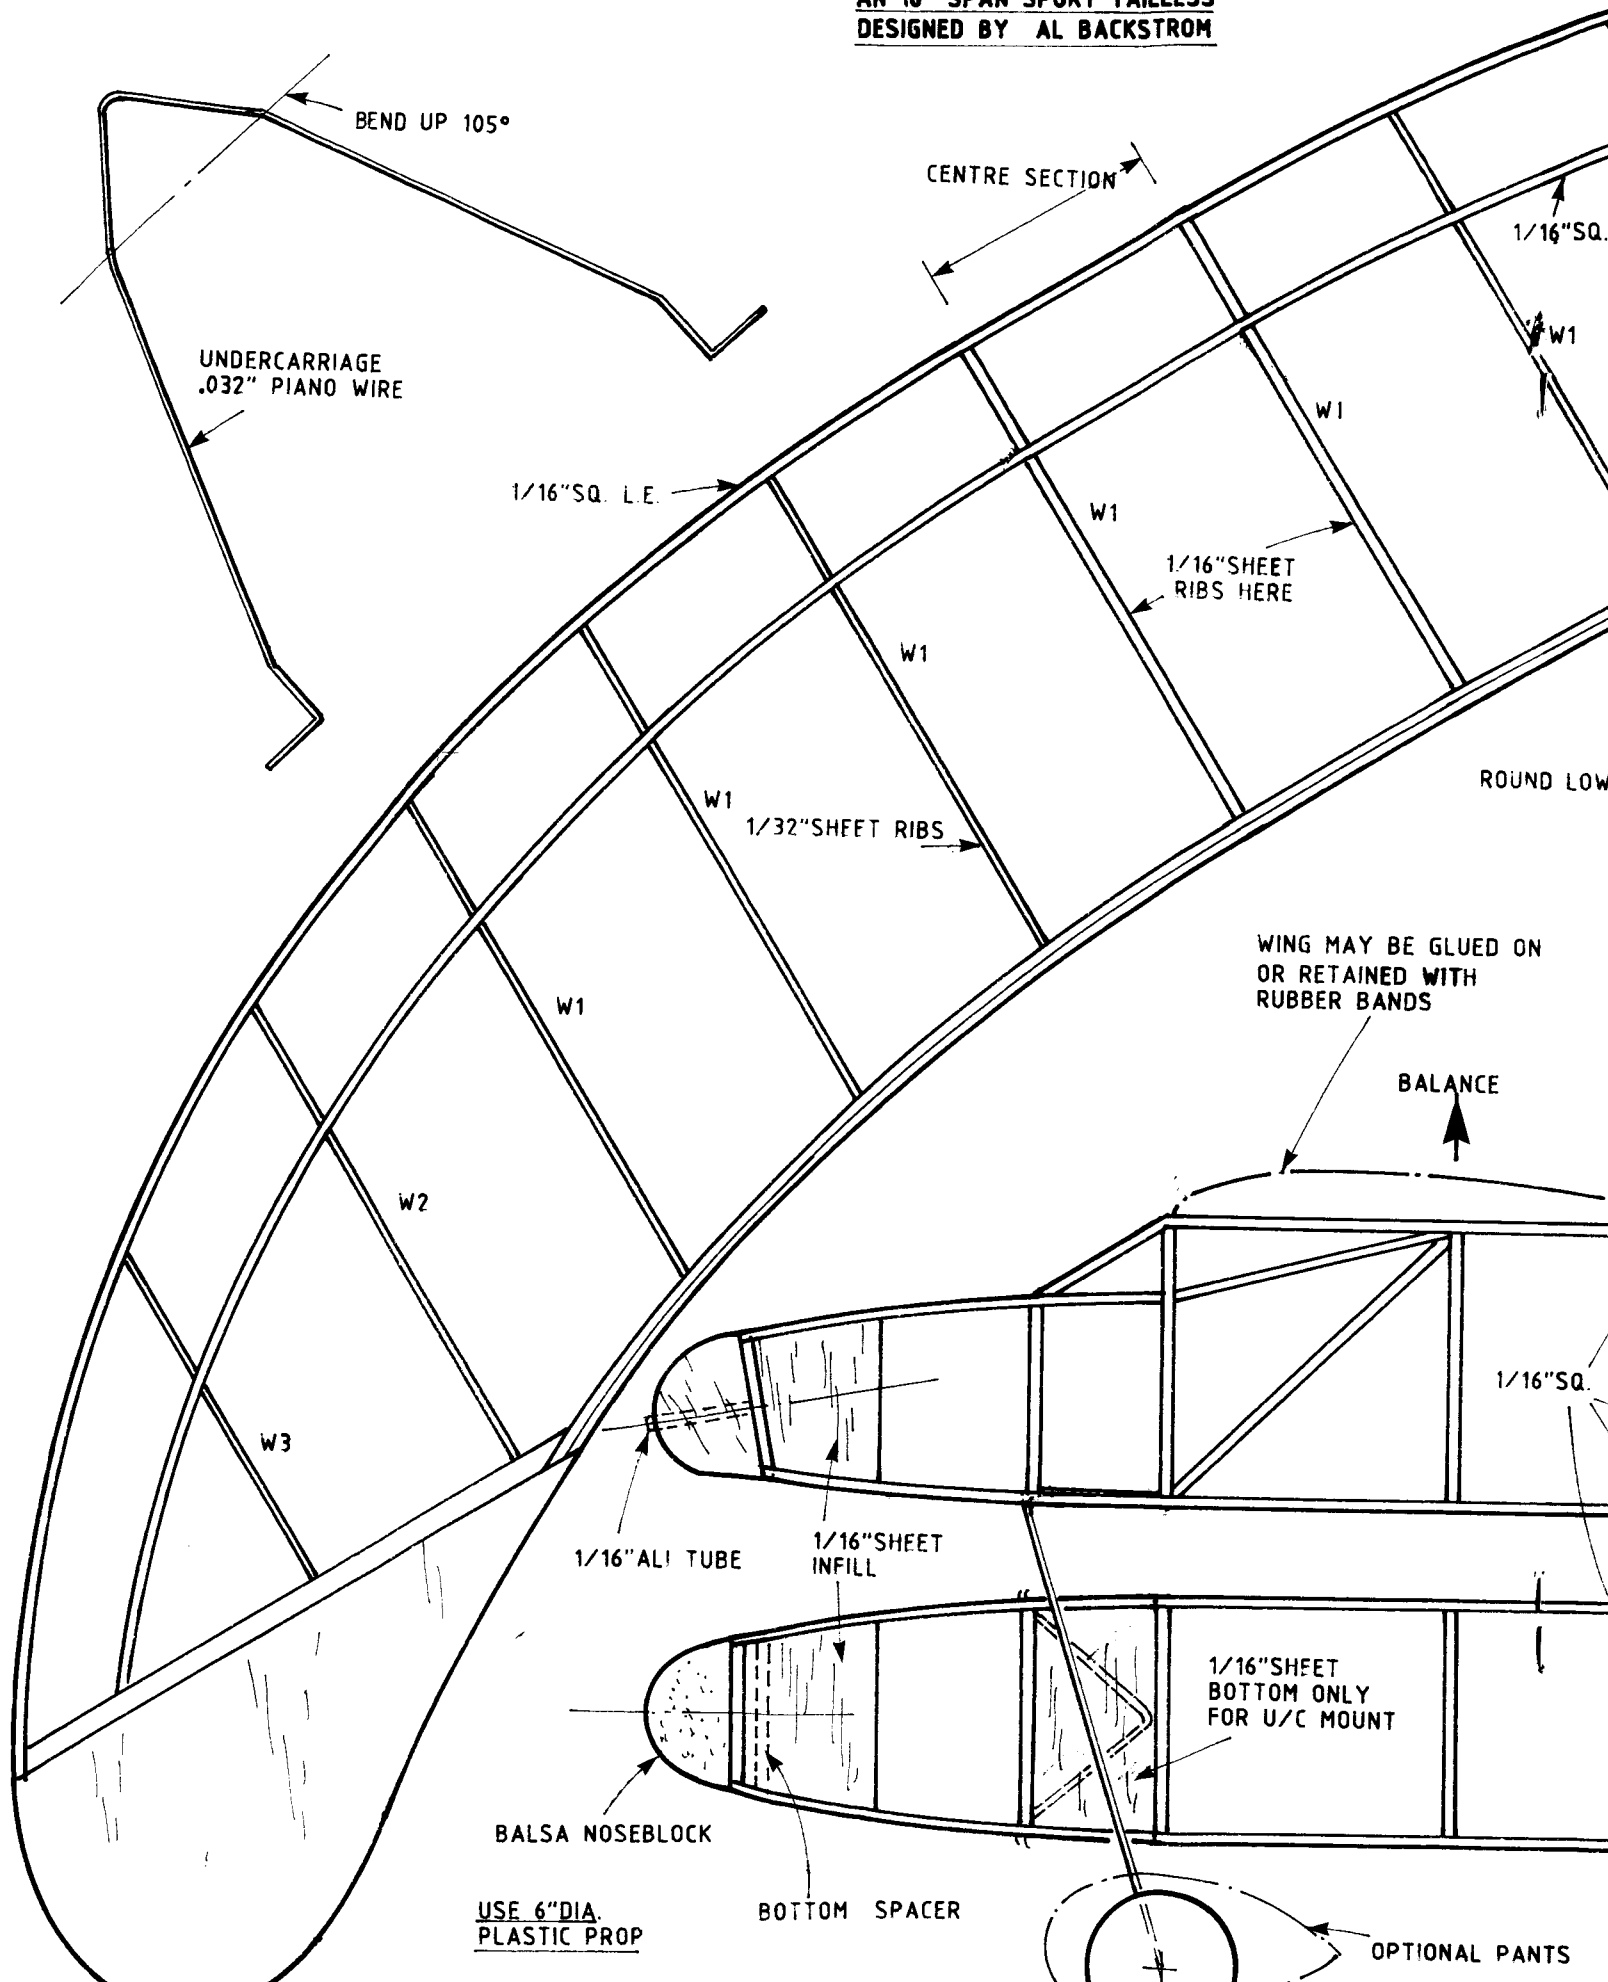 DESIGNED BY AL BACKSTROM
BEND UP 105°
CENTRE SECTION
1/16"SQ.
W1
UNDERCARRIAGE
.032" PIANO WIRE
W1
1/16"SQ. L.E.
W1
1/16"SHEET
RIBS HERE
W1
ROUND LOW
W1
1/32"SHEET RIBS
WING MAY BE GLUED ON
OR RETAINED WITH
RUBBER BANDS
W1
BALANCE
W2
1/16"SQ.
W3
1/16"ALI TUBE
1/16"SHEET
INFILL
1/16"SHEET
BOTTOM ONLY
FOR U/C MOUNT
BALSA NOSEBLOCK
USE 6"DIA.
PLASTIC PROP
BOTTOM SPACER
OPTIONAL PANTS